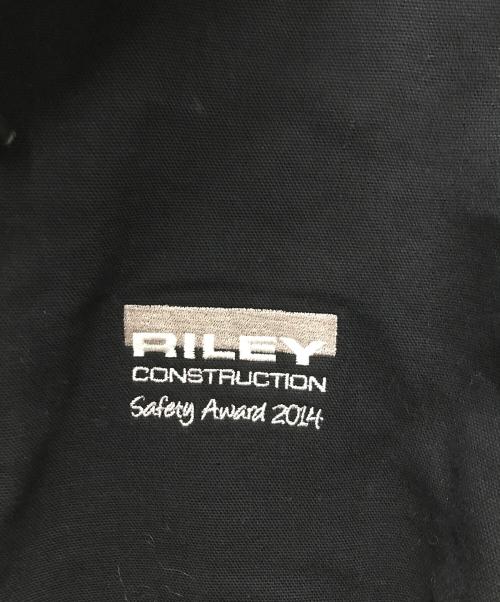 RILEY
CONSTRUCTION
Safety Award 2014